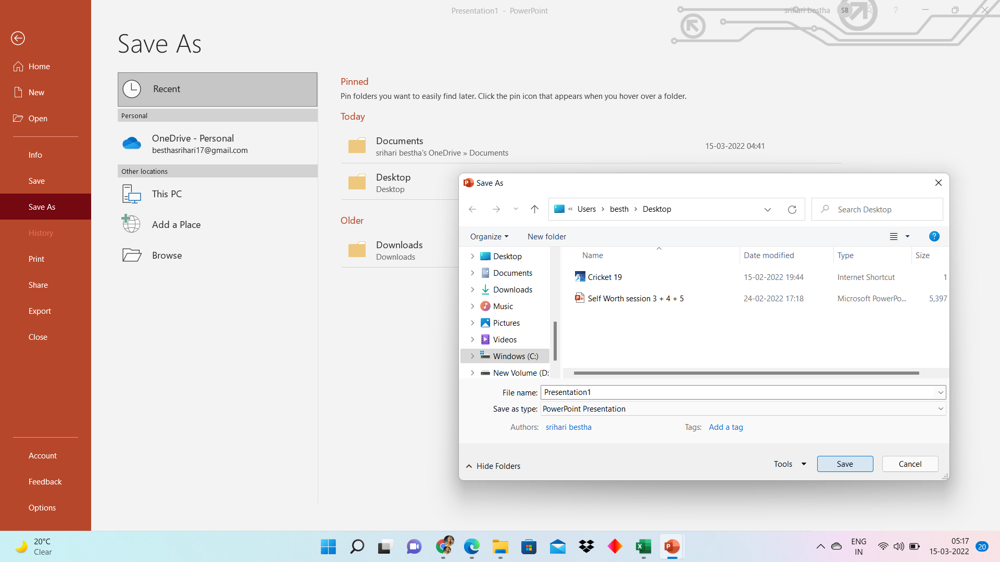 Presentation1 - PowerPoint
srihari bestha SB ?
Save As
Home
New
Open
Info
Save
Save As
History
Print
Share
Export
Close
Account
Feedback
Options
Recent
Personal
OneDrive - Personal
besthasrihari17@gmail.com
Other locations
This PC
Add a Place
Browse
Pinned
Pin folders you want to easily find later. Click the pin icon that appears when you hover over a folder.
Today
Documents
srihari bestha's OneDrive » Documents
15-03-2022 04:41
Desktop
Desktop
Older
Downloads
Downloads
P Save As
« Users > besth > Desktop
Search Desktop
Organize New folder ?
Desktop
Documents
Downloads
Music
Pictures
Videos
Windows (C:)
New Volume (D:
Name Date modified Type Size
Cricket 19 15-02-2022 19:44 Internet Shortcut 1
Self Worth session 3 + 4 + 5 24-02-2022 17:18 Microsoft PowerPo... 5,397
File name: Presentation1
Save as type: PowerPoint Presentation
Authors: srihari bestha Tags: Add a tag
Hide Folders Tools Save Cancel
20°C
Clear
ENG
IN
05:17
15-03-2022
20